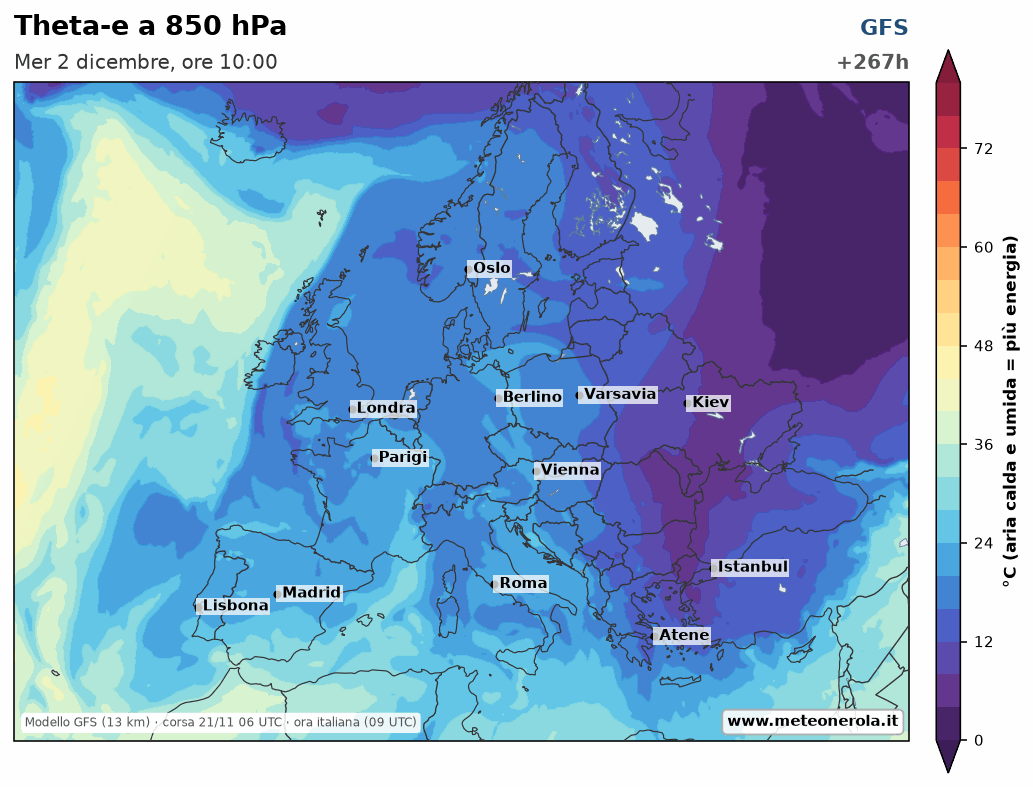 Theta-e a 850 hPa
GFS
Mer 2 dicembre, ore 10:00
+267h
72
60
48
36
24
12
0
°C (aria calda e umida = più energia)
Oslo
Londra
Berlino
Varsavia
Kiev
Parigi
Vienna
Istanbul
Roma
Madrid
Lisbona
Atene
Modello GFS (13 km) · corsa 21/11 06 UTC · ora italiana (09 UTC)
www.meteonerola.it